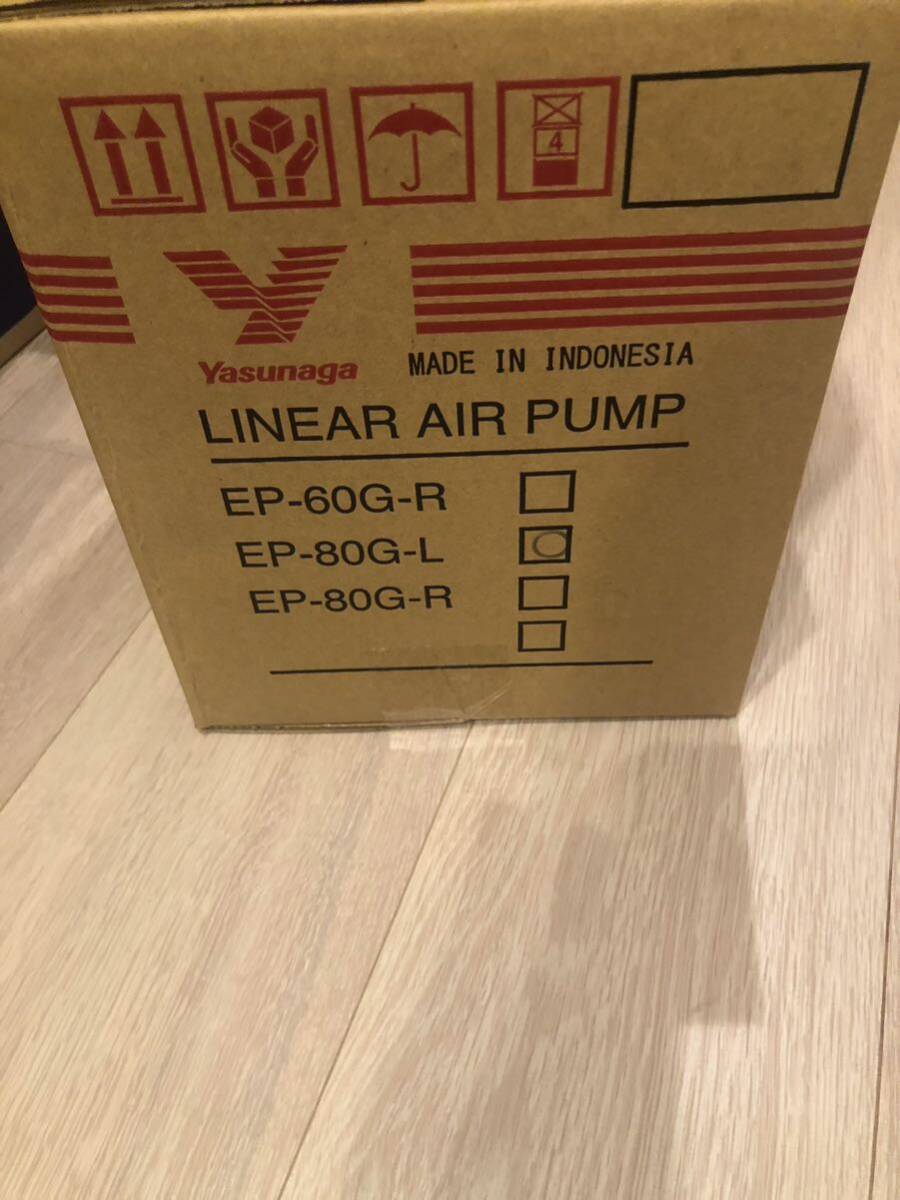 4
Yasunaga MADE IN INDONESIA
LINEAR AIR PUMP
EP-60G-R
EP-80G-L
EP-80G-R